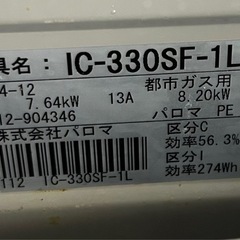 具名： IC-330SF-1L
4-12 都市ガス用
7.64kW 13A 8.20kW
12-904346 パロマ PE
株式会社パロマ 区分C
効率56.3%
区分I
112 IC-330SF-1L 効率274Wh